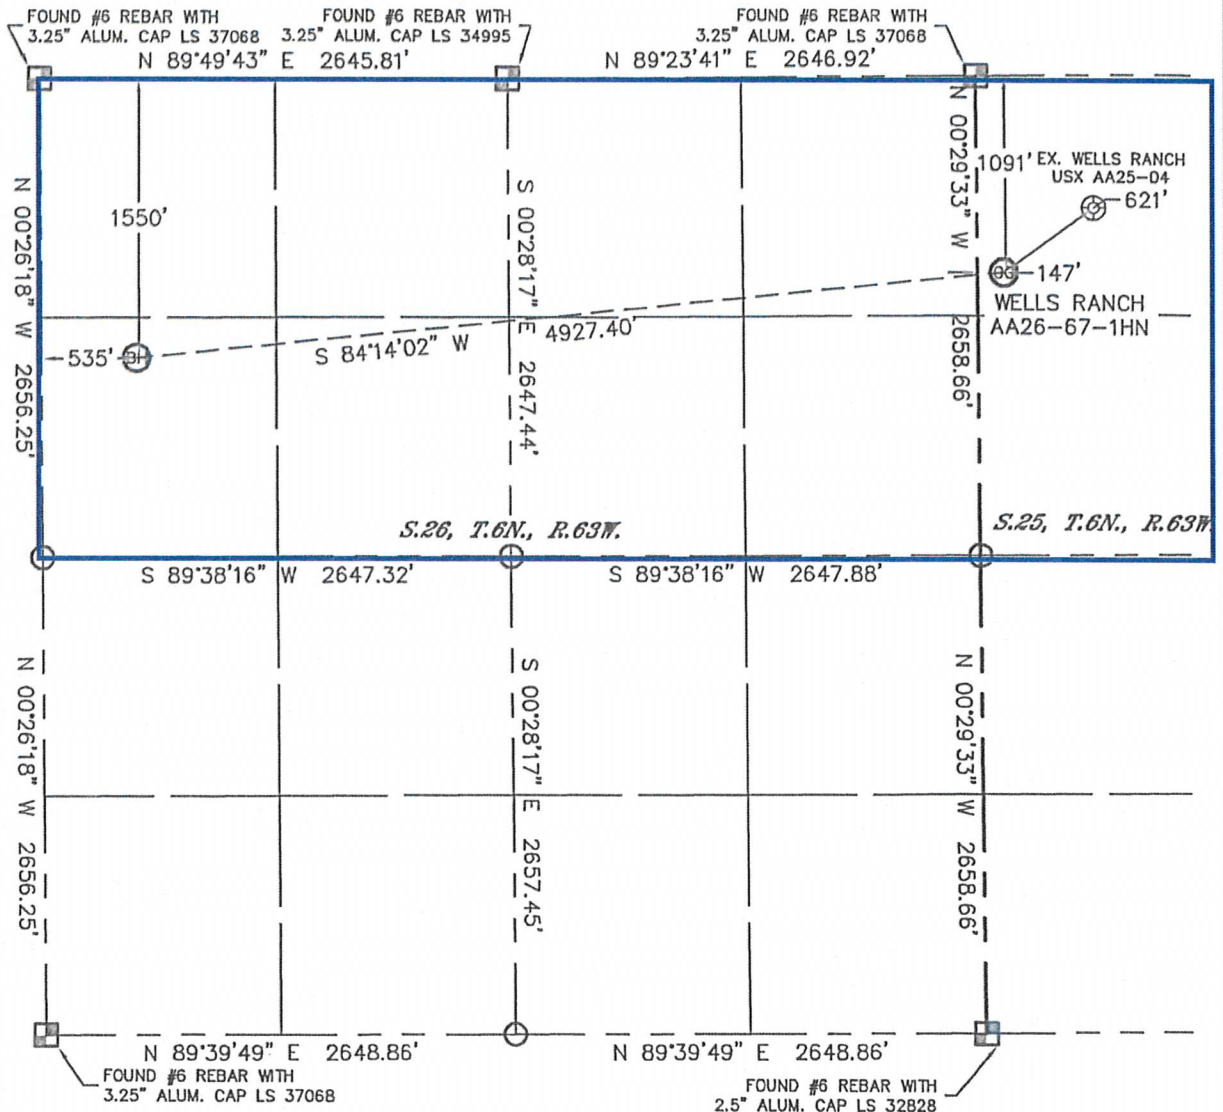 FOUND #6 REBAR WITH
3.25" ALUM. CAP LS 37068
FOUND #6 REBAR WITH
3.25" ALUM. CAP LS 34995
FOUND #6 REBAR WITH
3.25" ALUM. CAP LS 37068
N 89°49'43" E 2645.81'
N 89°23'41" E 2646.92'
N 00°26'18" W 2656.25'
1550'
S 00°28'17" E 2647.44'
N 00°29'33" W 2658.66'
1091'
EX. WELLS RANCH
USX AA25-04
621'
OG
147'
WELLS RANCH
AA26-67-1HN
535'
BH
S 84°14'02" W 4927.40'
S.26, T.6N., R.63W.
S.25, T.6N., R.63W.
S 89°38'16" W 2647.32'
S 89°38'16" W 2647.88'
N 00°26'18" W 2656.25'
S 00°28'17" E 2657.45'
N 00°29'33" W 2658.66'
N 89°39'49" E 2648.86'
N 89°39'49" E 2648.86'
FOUND #6 REBAR WITH
3.25" ALUM. CAP LS 37068
FOUND #6 REBAR WITH
2.5" ALUM. CAP LS 32828